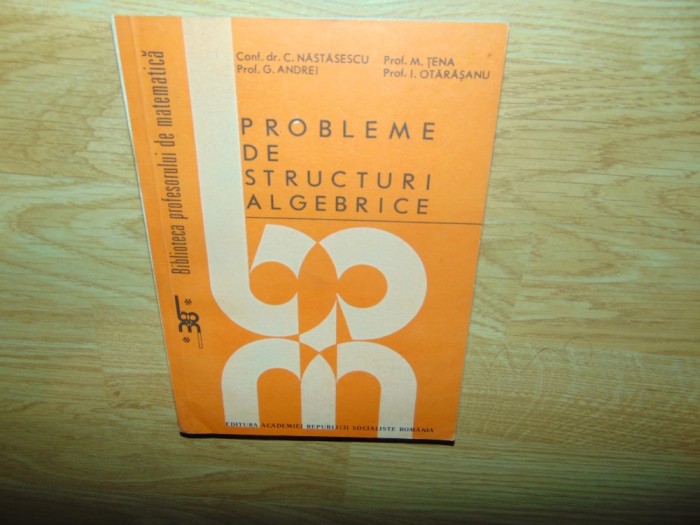 Conf. dr. C. NĂSTĂSESCU
Prof. G. ANDREI
Prof. M. ȚENA
Prof. I. OTĂRĂȘANU
PROBLEME
DE
STRUCTURI
ALGEBRICE
Biblioteca profesorului de matematică
EDITURA ACADEMIEI REPUBLICII SOCIALISTE ROMÂNIA